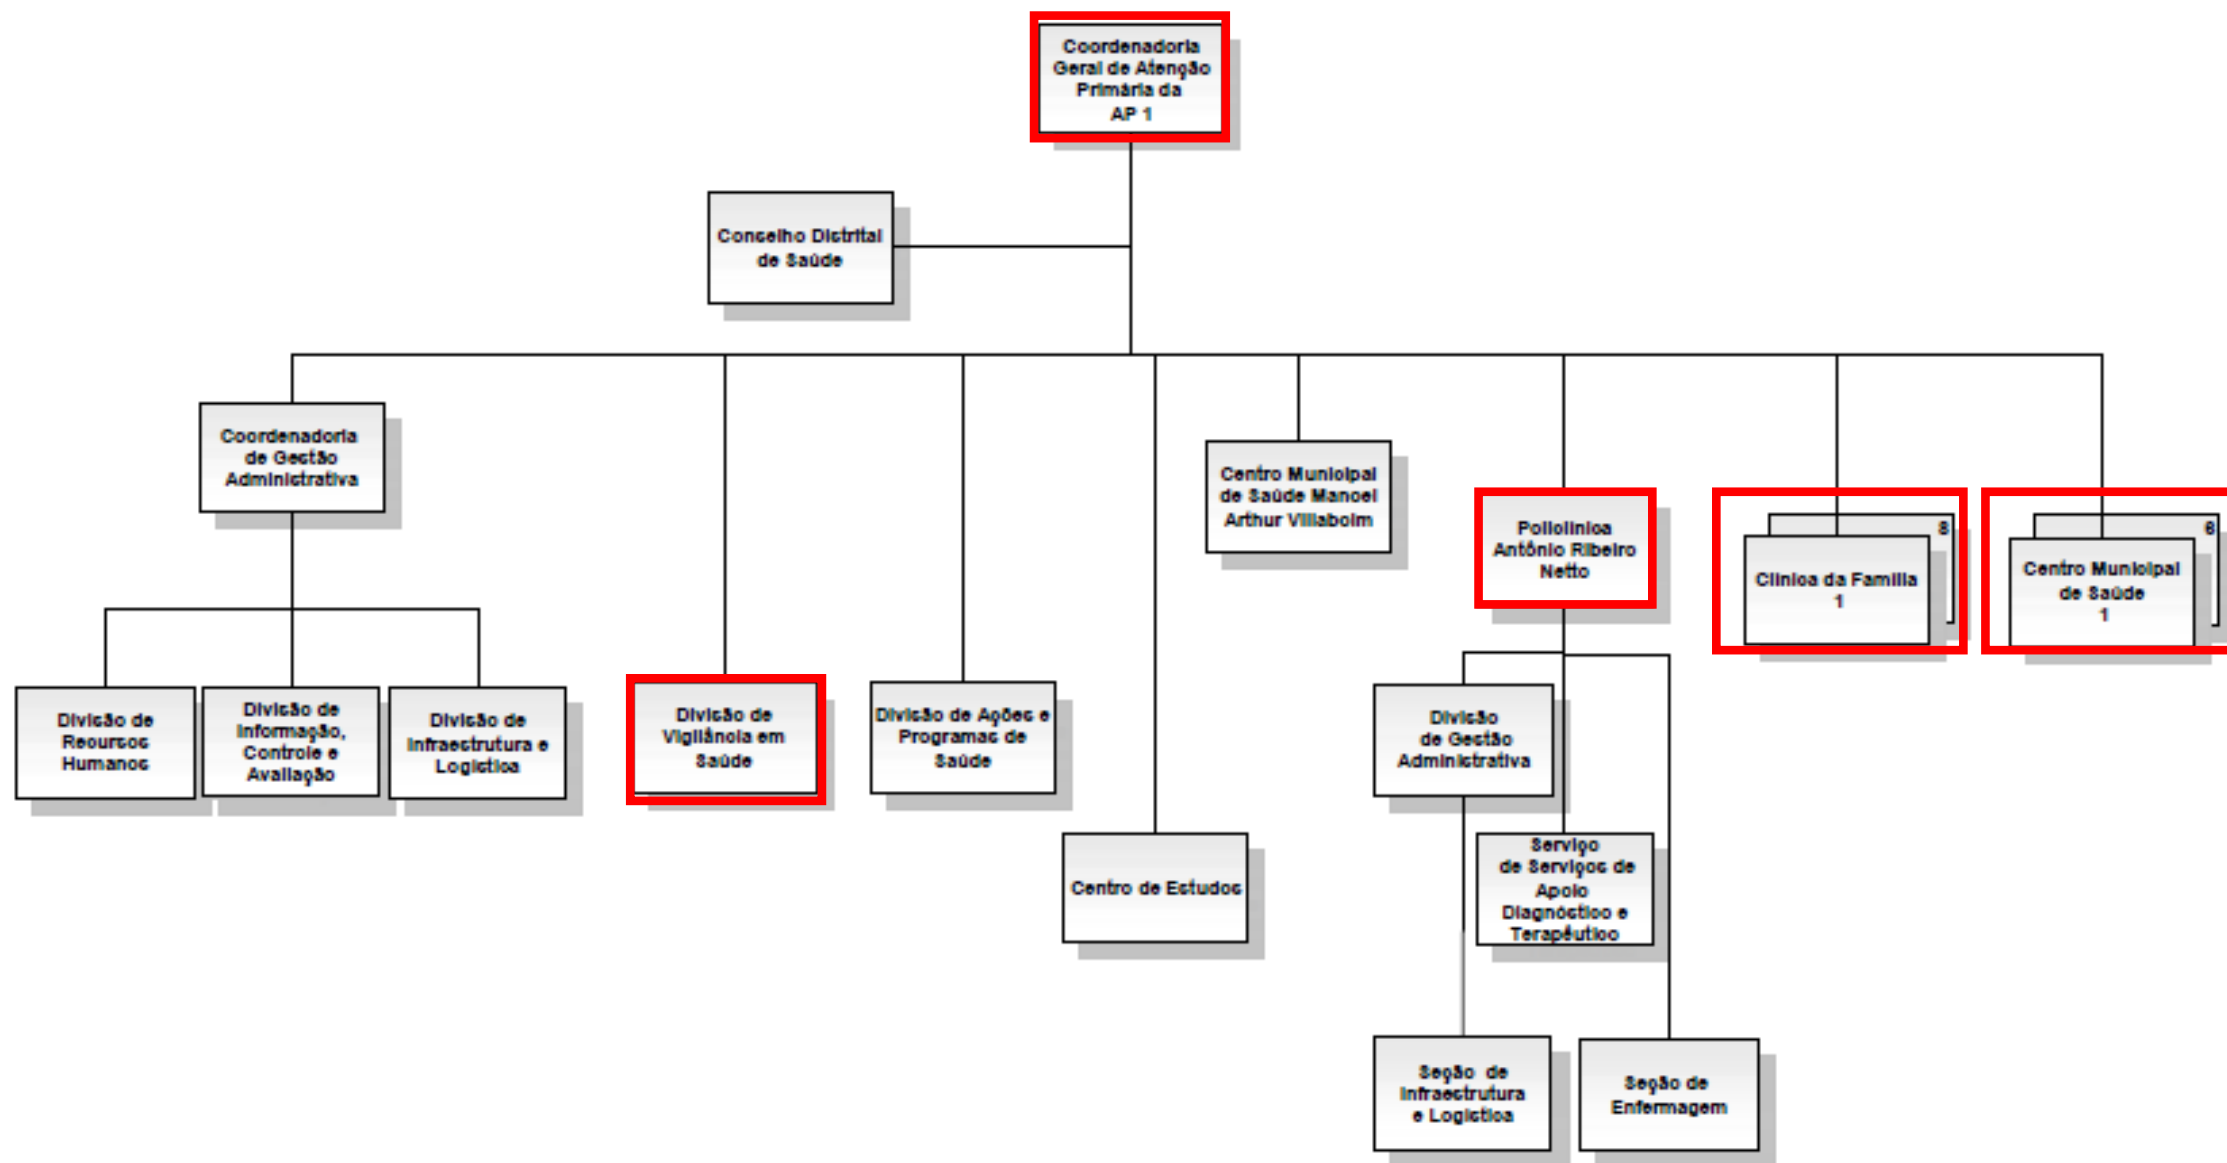 Coordenadoria
Geral de Atenção
Primária da
AP 1
Conselho Distrital
de Saúde
Coordenadoria
de Gestão
Administrativa
Centro Municipal
de Saúde Manoel
Arthur Villaboim
Policlínica
Antônio Ribeiro
Netto
8
Clínica da Família
1
6
Centro Municipal
de Saúde
1
Divisão de
Recursos
Humanos
Divisão de
Informação,
Controle e
Avaliação
Divisão de
Infraestrutura e
Logística
Divisão de
Vigilância em
Saúde
Divisão de Ações e
Programas de
Saúde
Divisão
de Gestão
Administrativa
Centro de Estudos
Serviço
de Serviços de
Apoio
Diagnóstico e
Terapêutico
Seção de
Infraestrutura
e Logística
Seção de
Enfermagem